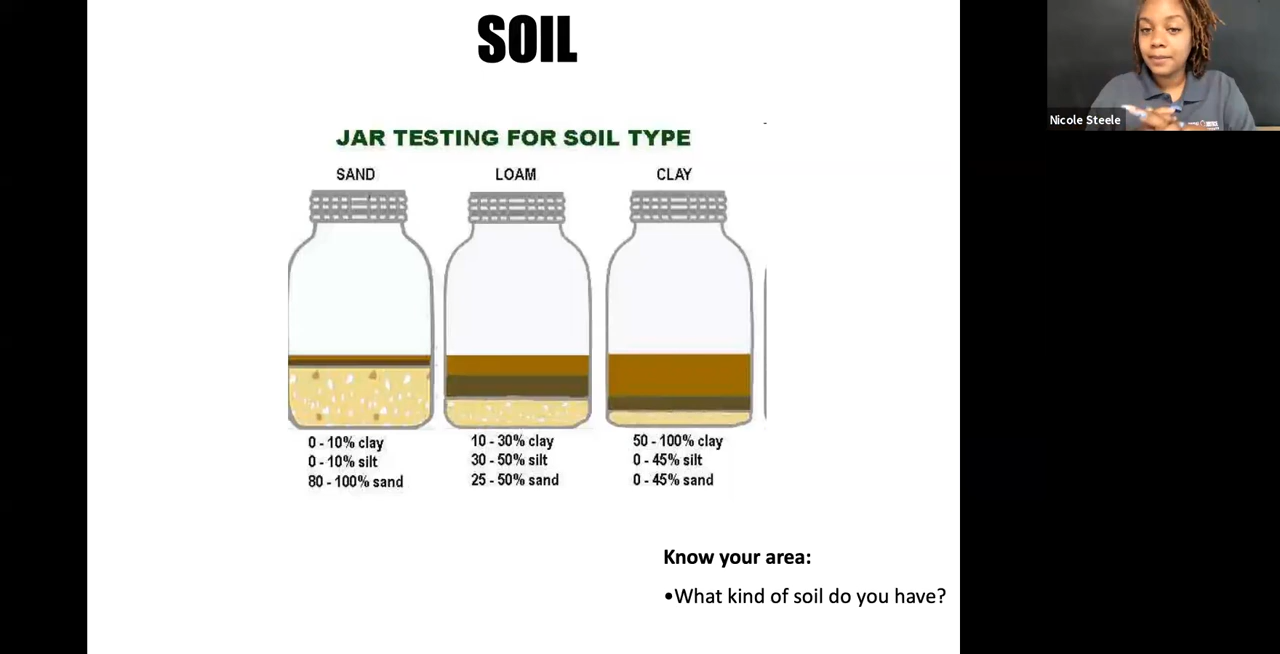 SOIL
JAR TESTING FOR SOIL TYPE
SAND
LOAM
CLAY
0 - 10% clay
0 - 10% silt
80 - 100% sand
10 - 30% clay
30 - 50% silt
25 - 50% sand
50 - 100% clay
0 - 45% silt
0 - 45% sand
Know your area:
•What kind of soil do you have?
Nicole Steele